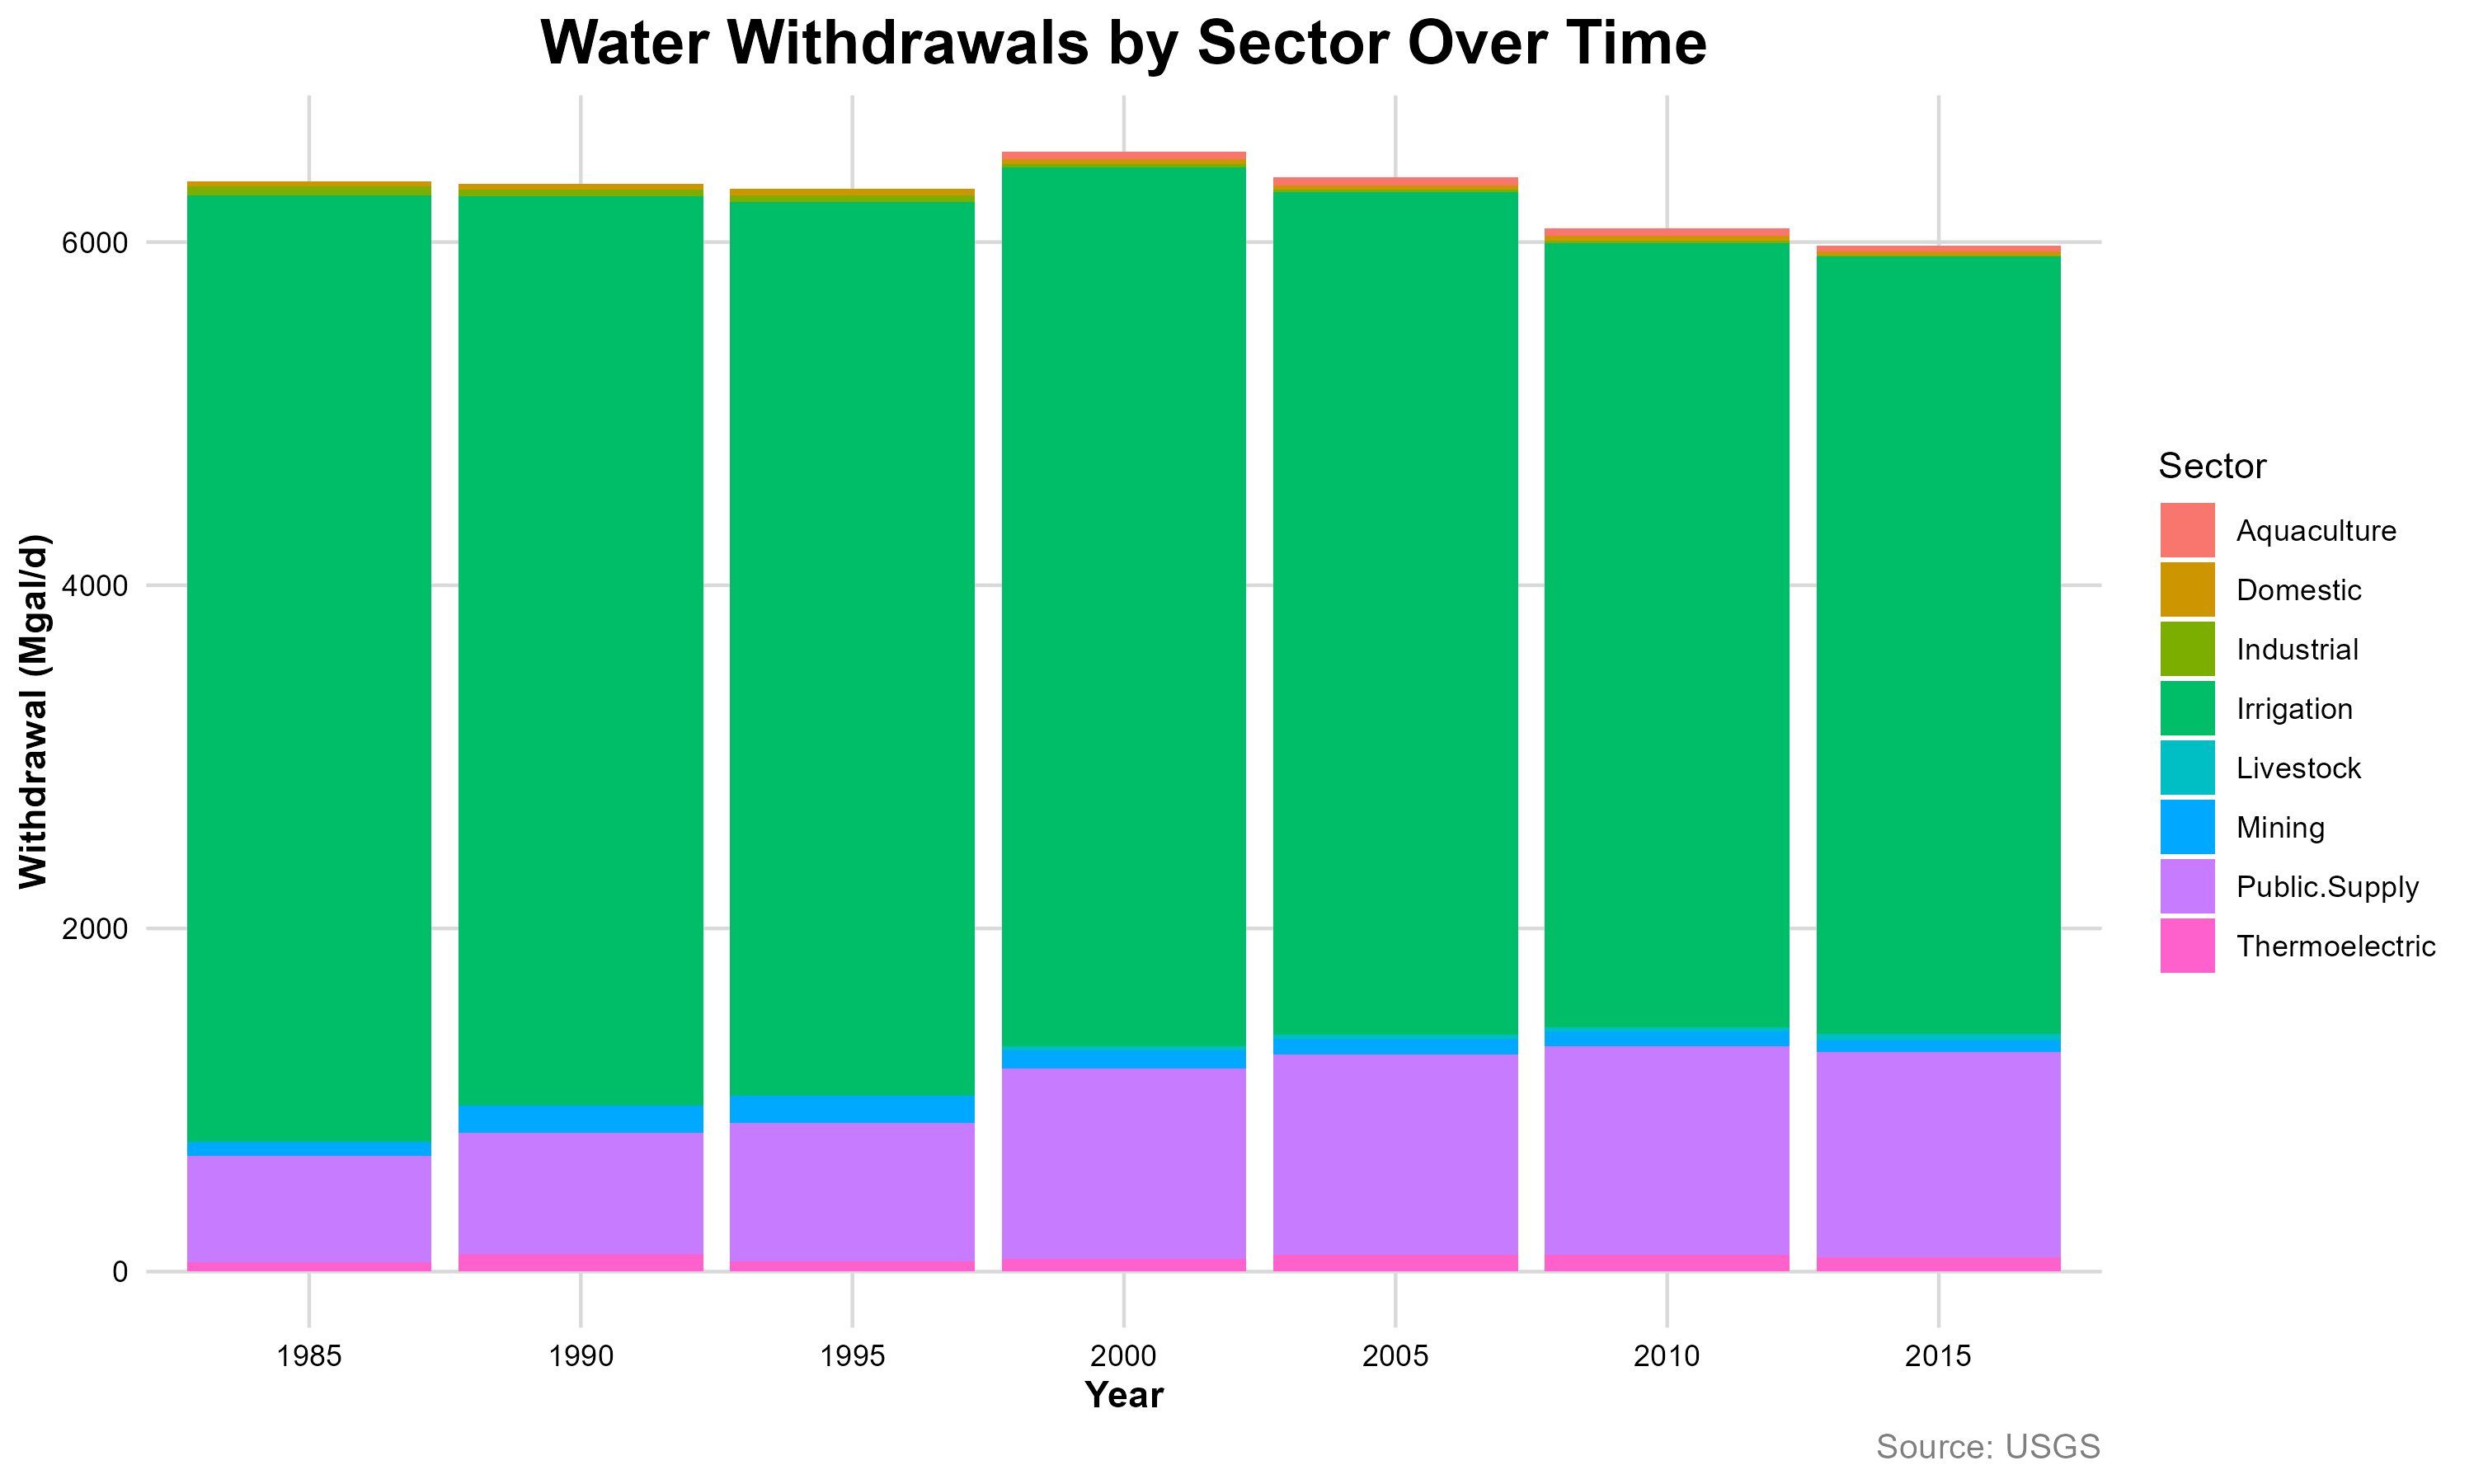 Water Withdrawals by Sector Over Time
Withdrawal (Mgal/d)
6000
4000
2000
0
1985 1990 1995 2000 2005 2010 2015
Year
Sector
Aquaculture
Domestic
Industrial
Irrigation
Livestock
Mining
Public.Supply
Thermoelectric
Source: USGS